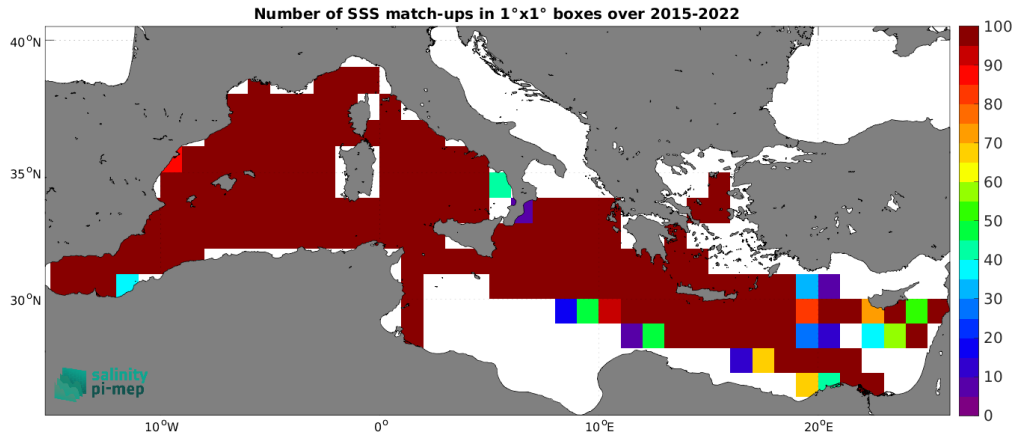 Number of SSS match-ups in 1°x1° boxes over 2015-2022
40°N
35°N
30°N
10°W
0°
10°E
20°E
100
90
80
70
60
50
40
30
20
10
0
salinity
pi-mep